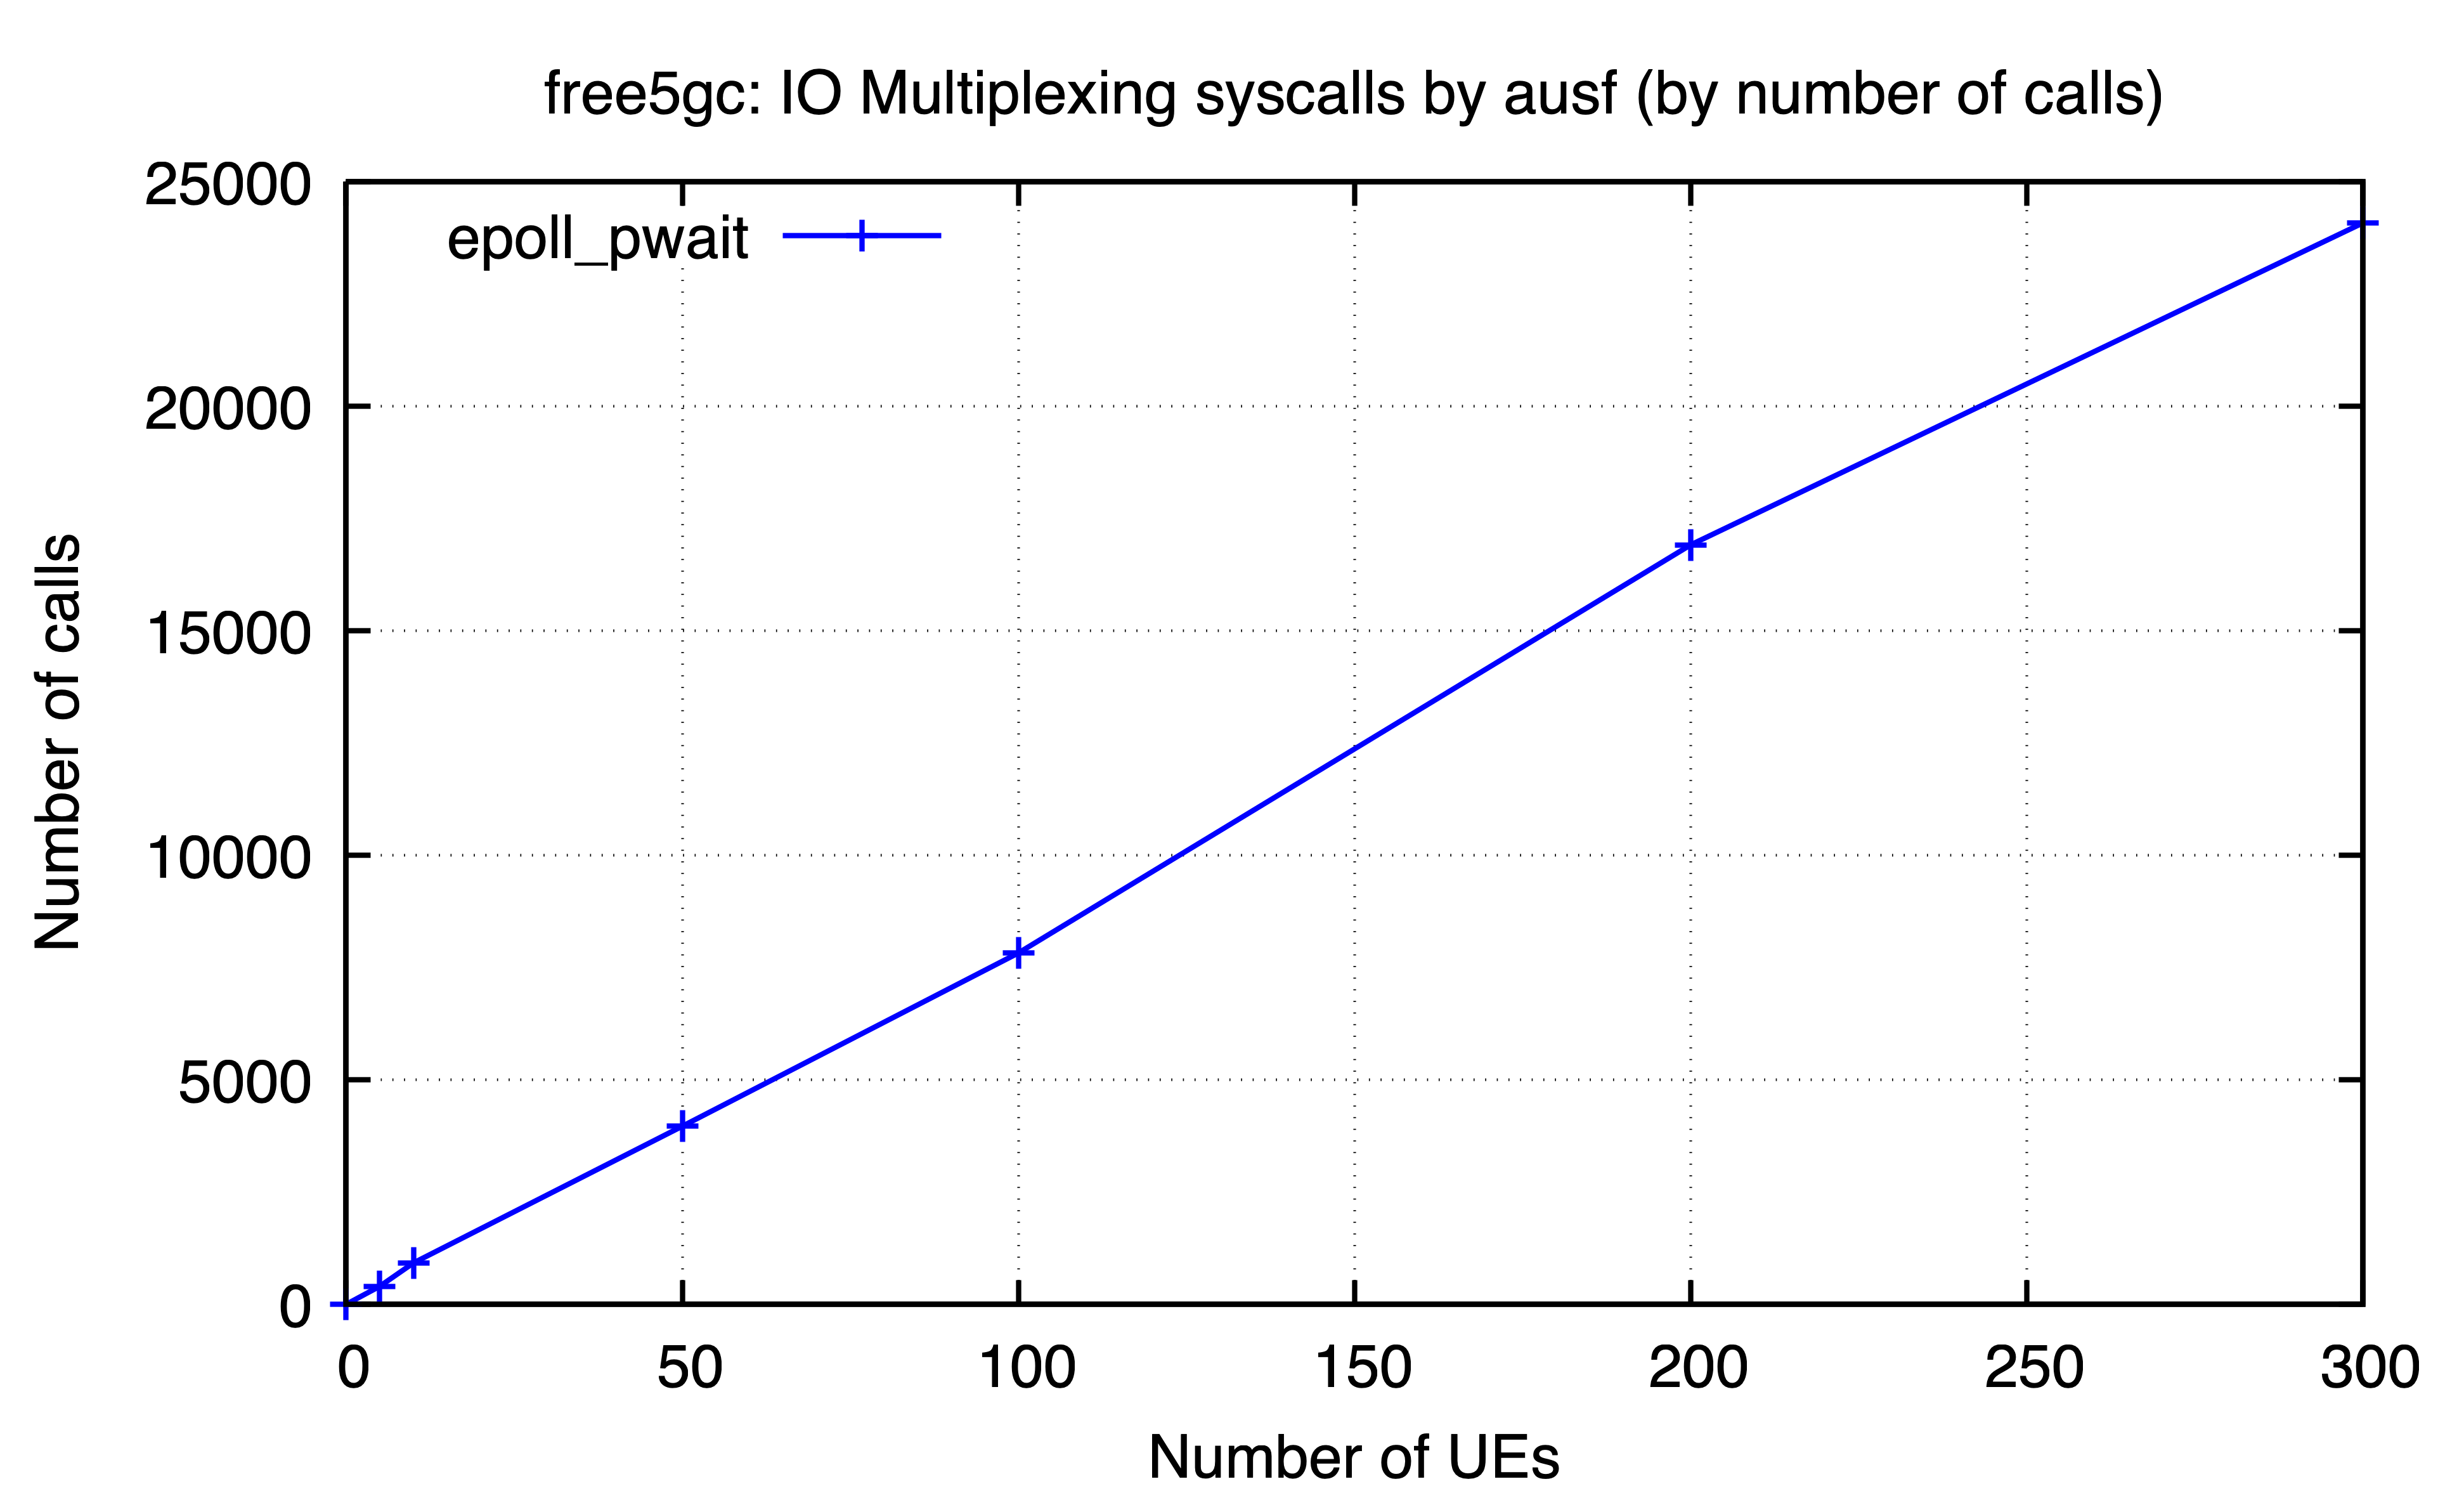 free5gc: IO Multiplexing syscalls by ausf (by number of calls)
epoll_pwait
25000
20000
15000
10000
5000
0
Number of calls
0 50 100 150 200 250 300
Number of UEs